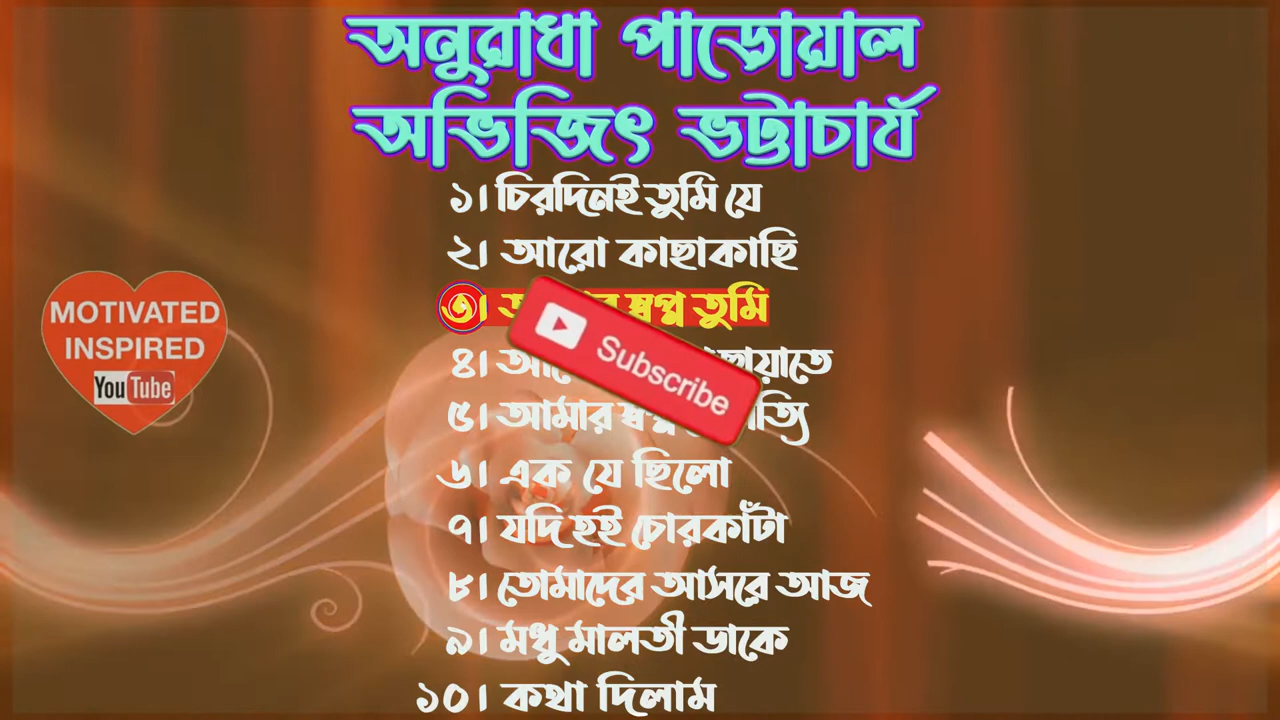 অনুরাধা পাড়োয়াল
অভিজিৎ ভট্টাচার্য
১। চিরদিনই তুমি যে
২। আরো কাছাকাছি
৩। স্বপ্ন তুমি
MOTIVATED
INSPIRED
YouTube
Subscribe
৪।
৫। আমার স্বপ্ন
৬। এক যে ছিলো
৭। যদি হই চোরকাঁটা
৮। তোমাদের আসরে আজ
৯। মধু মালতী ডাকে
১০। কথা দিলাম